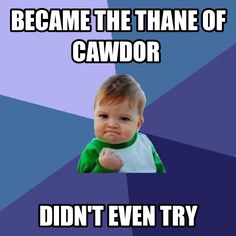 BECAME THE THANE OF
CAWDOR
DIDN'T EVEN TRY